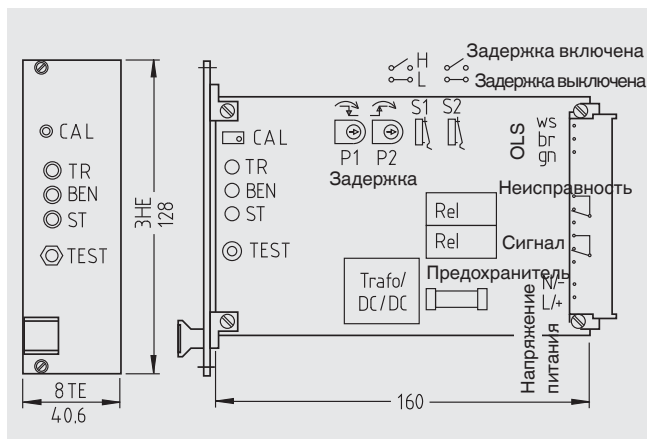 CAL
TR
BEN
ST
TEST
3HE
128
8TE
40,6
H
L
Задержка включена
Задержка выключена
S1 S2
P1 P2
Задержка
CAL
TR
BEN
ST
TEST
OLS
ws
br
gn
Неисправность
Rel
Rel
Сигнал
Trafo/
DC/DC
Предохранитель
N/-
L/+
Напряжение
питания
160